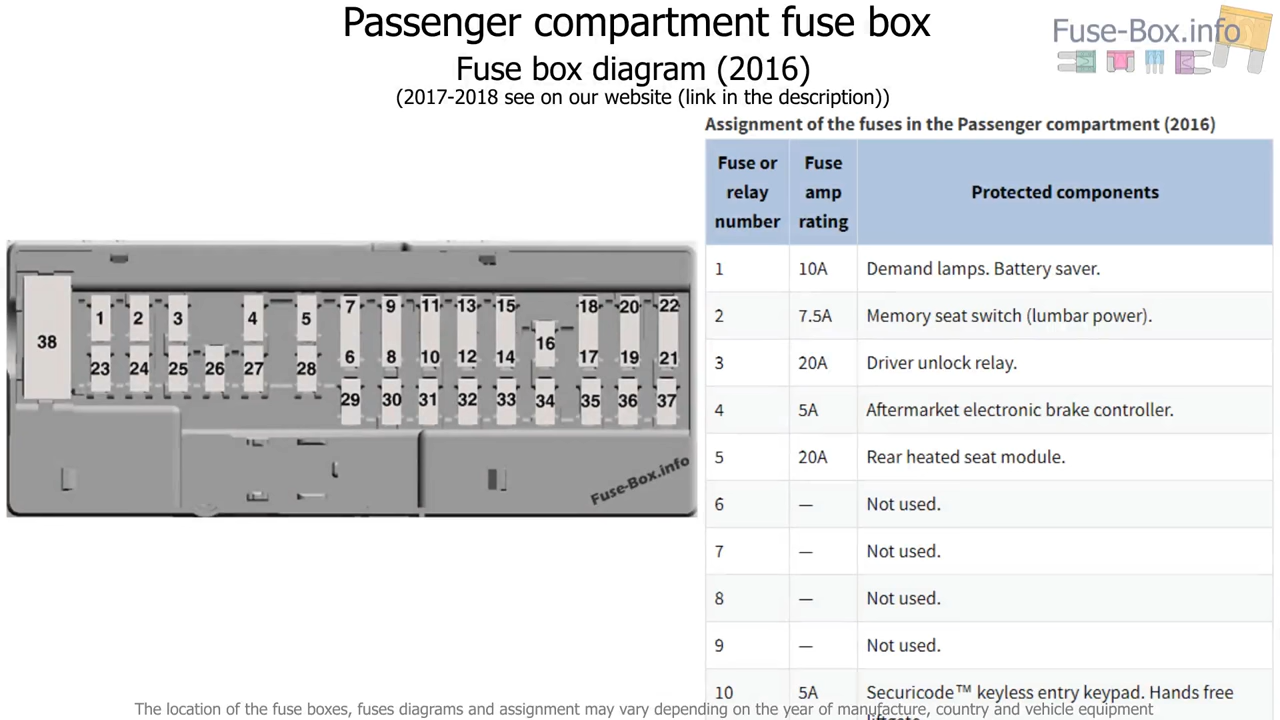 Passenger compartment fuse box
Fuse box diagram (2016)
(2017-2018 see on our website (link in the description))
Fuse-Box.info
Assignment of the fuses in the Passenger compartment (2016)
Fuse or relay number
Fuse amp rating
Protected components
1 10A Demand lamps. Battery saver.
2 7.5A Memory seat switch (lumbar power).
3 20A Driver unlock relay.
4 5A Aftermarket electronic brake controller.
5 20A Rear heated seat module.
6 — Not used.
7 — Not used.
8 — Not used.
9 — Not used.
10 5A Securicode™ keyless entry keypad. Hands free
38
1 2 3 4 5 7 9 11 13 15 18 20 22
16
23 24 25 26 27 28 6 8 10 12 14 17 19 21
29 30 31 32 33 34 35 36 37
Fuse-Box.info
The location of the fuse boxes, fuses diagrams and assignment may vary depending on the year of manufacture, country and vehicle equipment